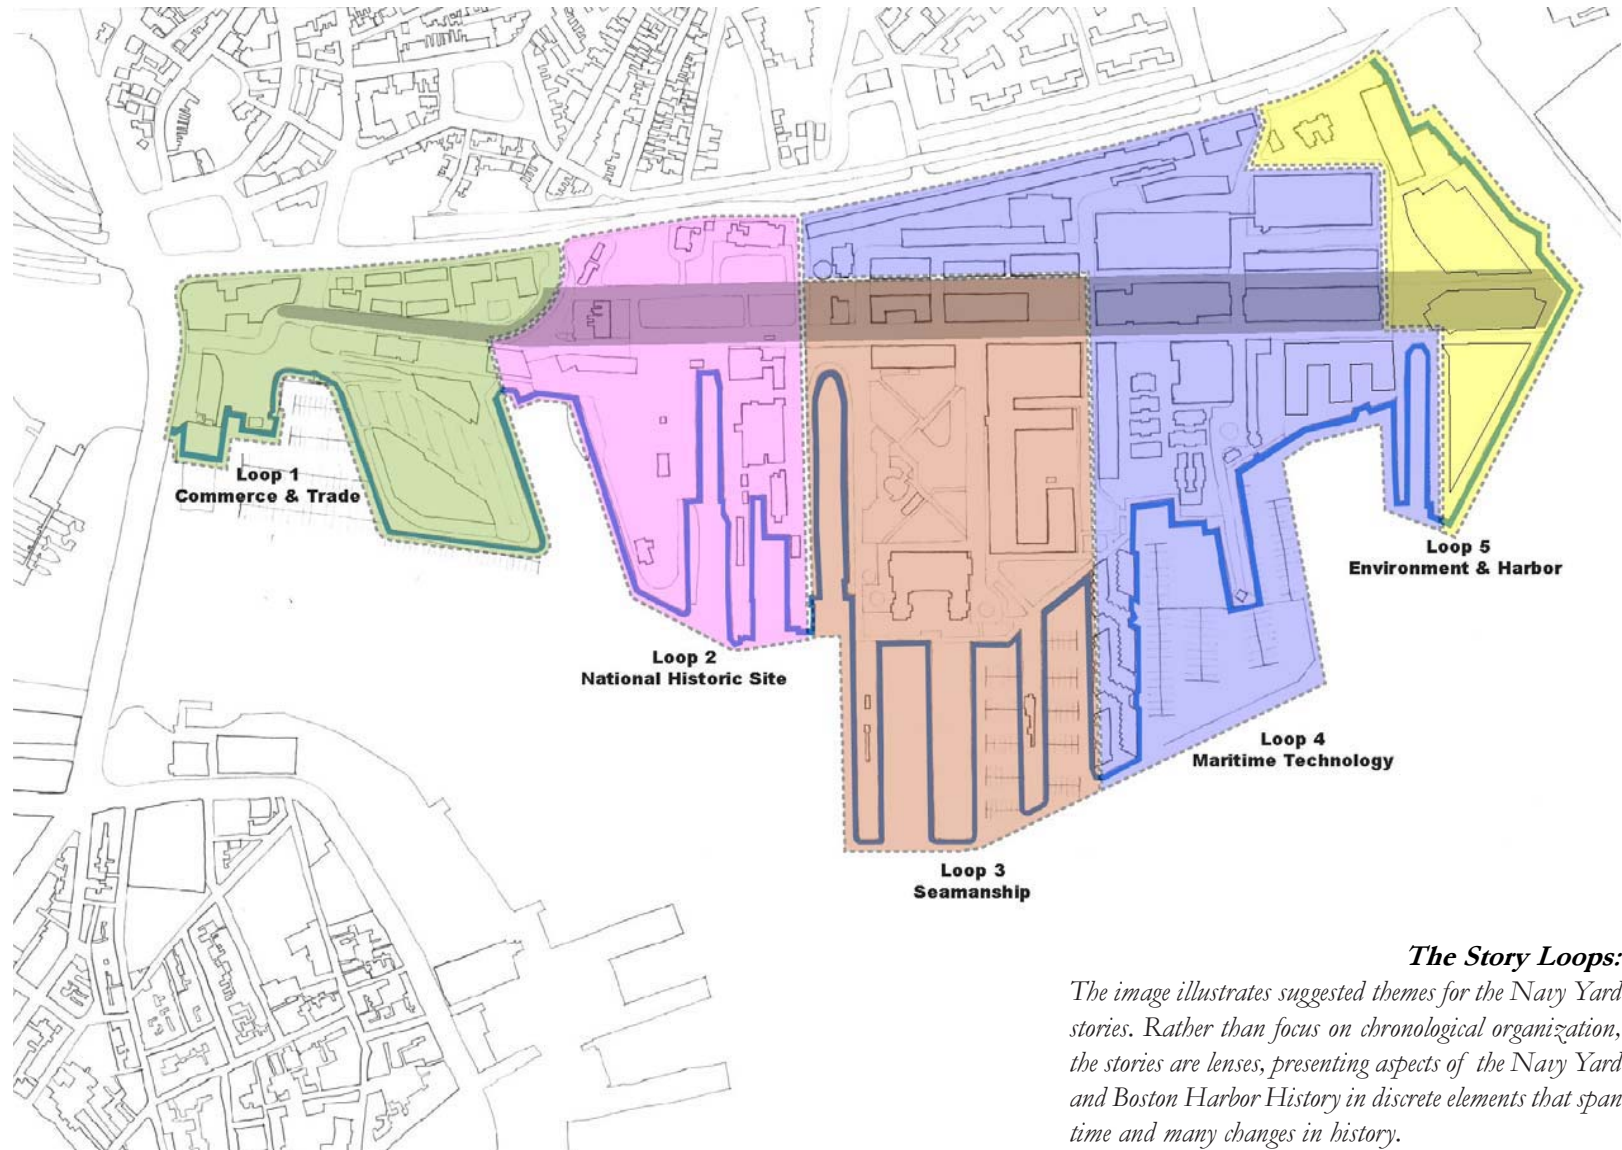 Loop 1
Commerce & Trade
Loop 2
National Historic Site
Loop 3
Seamanship
Loop 4
Maritime Technology
Loop 5
Environment & Harbor
The Story Loops:
The image illustrates suggested themes for the Navy Yard
stories. Rather than focus on chronological organization,
the stories are lenses, presenting aspects of the Navy Yard
and Boston Harbor History in discrete elements that span
time and many changes in history.